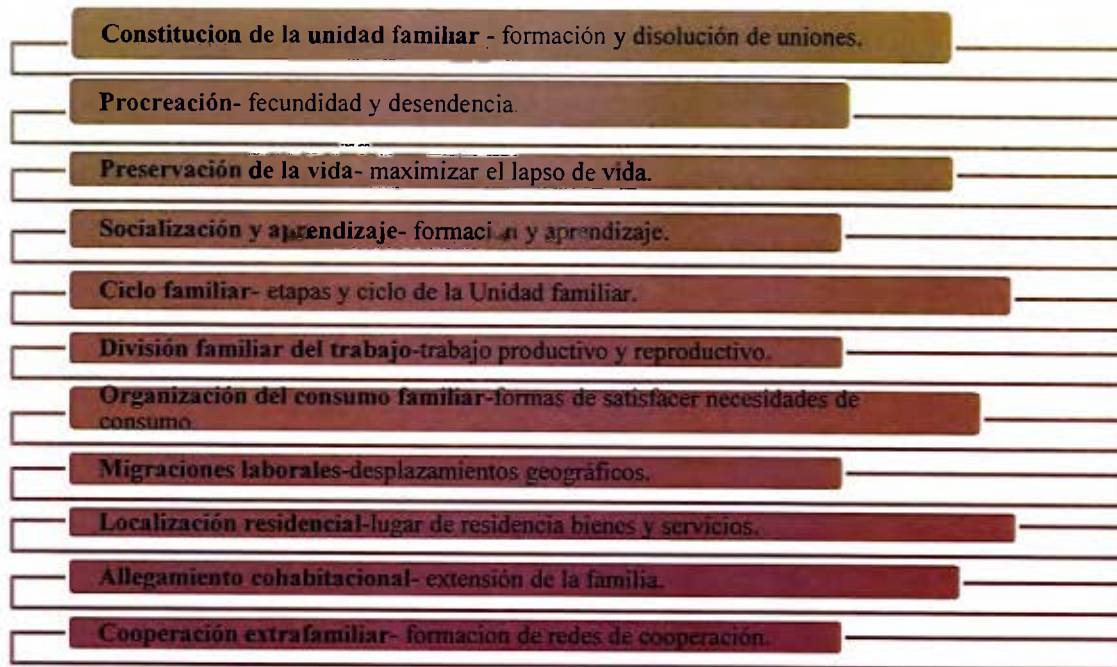 Constitucion de la unidad familiar - formación y disolución de uniones.
Procreación- fecundidad y desendencia.
Preservación de la vida- maximizar el lapso de vida.
Socialización y aprendizaje- formacion y aprendizaje.
Ciclo familiar- etapas y ciclo de la Unidad familiar.
División familiar del trabajo-trabajo productivo y reproductivo.
Organización del consumo familiar-formas de satisfacer necesidades de
consumo.
Migraciones laborales-desplazamientos geográficos.
Localización residencial-lugar de residencia bienes y servicios.
Allegamiento cohabitacional- extensión de la familia.
Cooperación extrafamiliar- formacion de redes de cooperación.